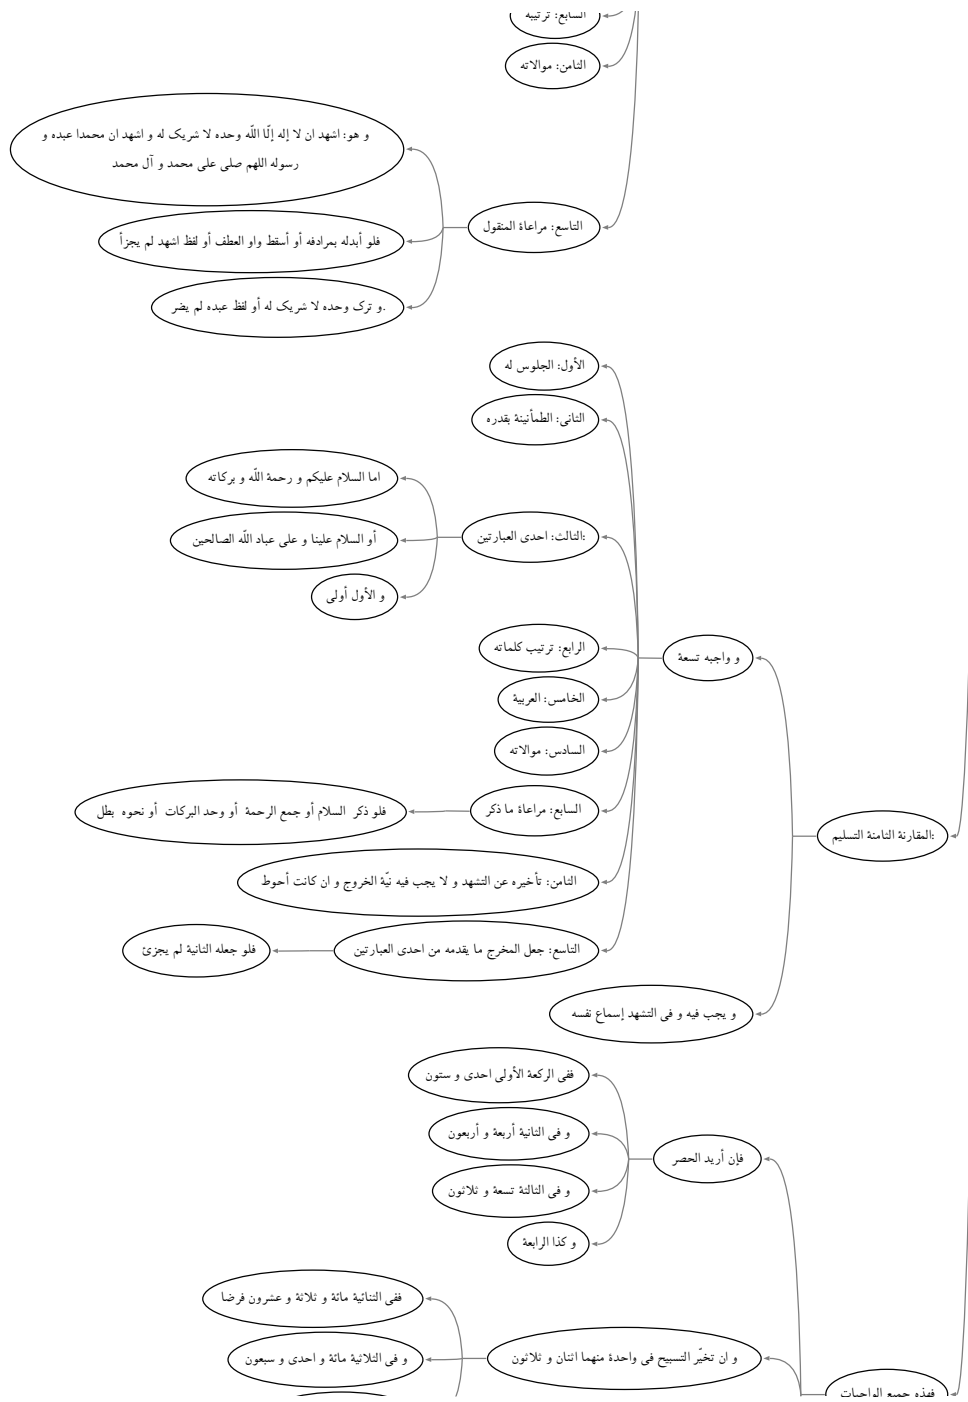 السابع: ترتيبه
الثامن: موالاته
التاسع: مراعاة المنقول
و هو: اشهد ان لا إله إلّا اللّه وحده لا شريک له و اشهد ان محمدا عبده و
رسوله اللهم صلى على محمد و آل محمد
فلو أبدله بمرادفه أو أسقط واو العطف أو لفظ اشهد لم يجزأ
.و ترک وحده لا شريک له أو لفظ عبده لم يضر
:المقارنة الثامنة التسليم
و واجبه تسعة
الأول: الجلوس له
الثانى: الطمأنينة بقدره
:الثالث: احدى العبارتين
اما السلام عليكم و رحمة اللّه و بركاته
أو السلام علينا و على عباد اللّه الصالحين
و الأول أولى
الرابع: ترتيب كلماته
الخامس: العربية
السادس: موالاته
السابع: مراعاة ما ذكر
فلو ذكر السلام أو جمع الرحمة أو وحد البركات أو نحوه بطل
الثامن: تأخيره عن التشهد و لا يجب فيه نيّة الخروج و ان كانت أحوط
التاسع: جعل المخرج ما يقدمه من احدى العبارتين
فلو جعله الثانية لم يجزئ
و يجب فيه و فى التشهد إسماع نفسه
فهذه جميع الواجبات
فإن أريد الحصر
ففى الركعة الأولى احدى و ستون
و فى الثانية أربعة و أربعون
و فى الثالثة تسعة و ثلاثون
و كذا الرابعة
و ان تخيّر التسبيح فى واحدة منهما اثنان و ثلاثون
ففى الثنائية مائة و ثلاثة و عشرون فرضا
و فى الثلاثية مائة و احدى و سبعون